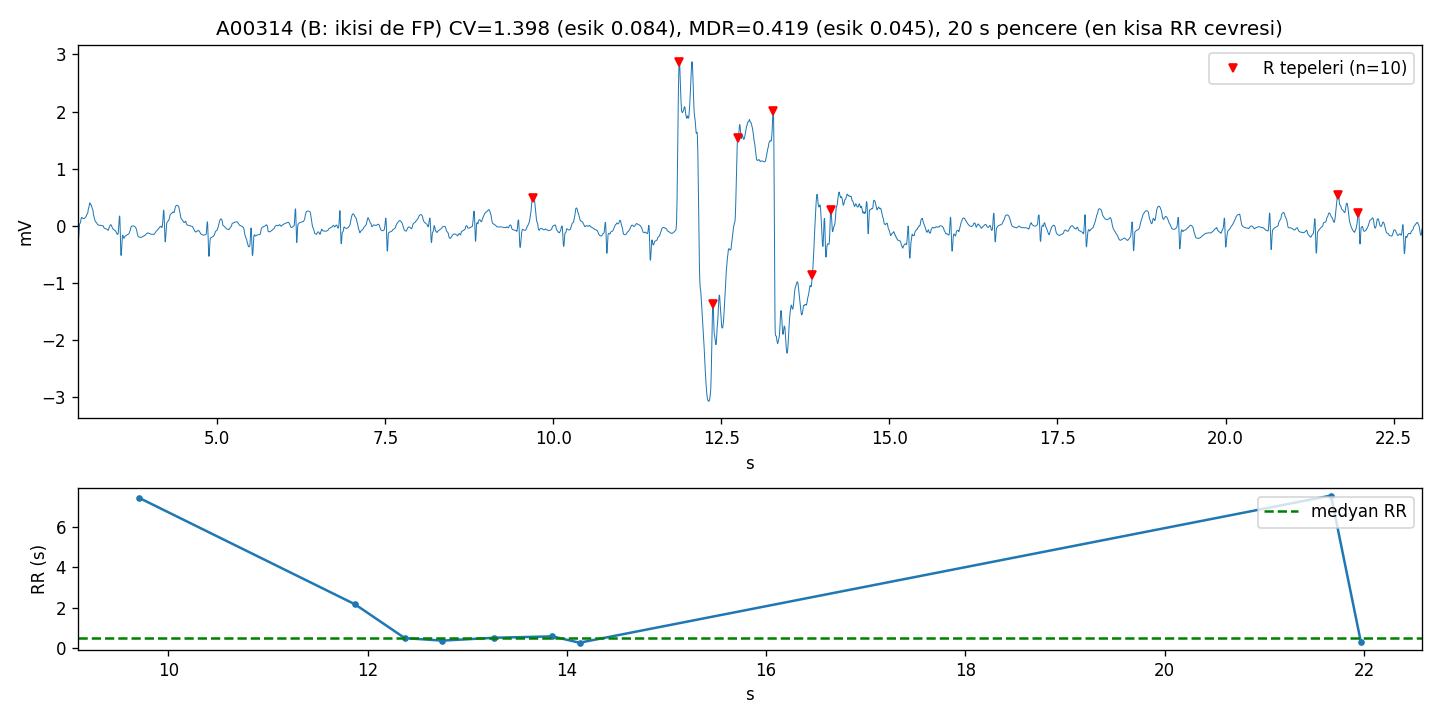 A00314 (B: ikisi de FP) CV=1.398 (esik 0.084), MDR=0.419 (esik 0.045), 20 s pencere (en kisa RR cevresi)
R tepeleri (n=10)
mV
3
2
1
0
−1
−2
−3
5.0 7.5 10.0 12.5 15.0 17.5 20.0 22.5
s
medyan RR
RR (s)
6
4
2
0
10 12 14 16 18 20 22
s